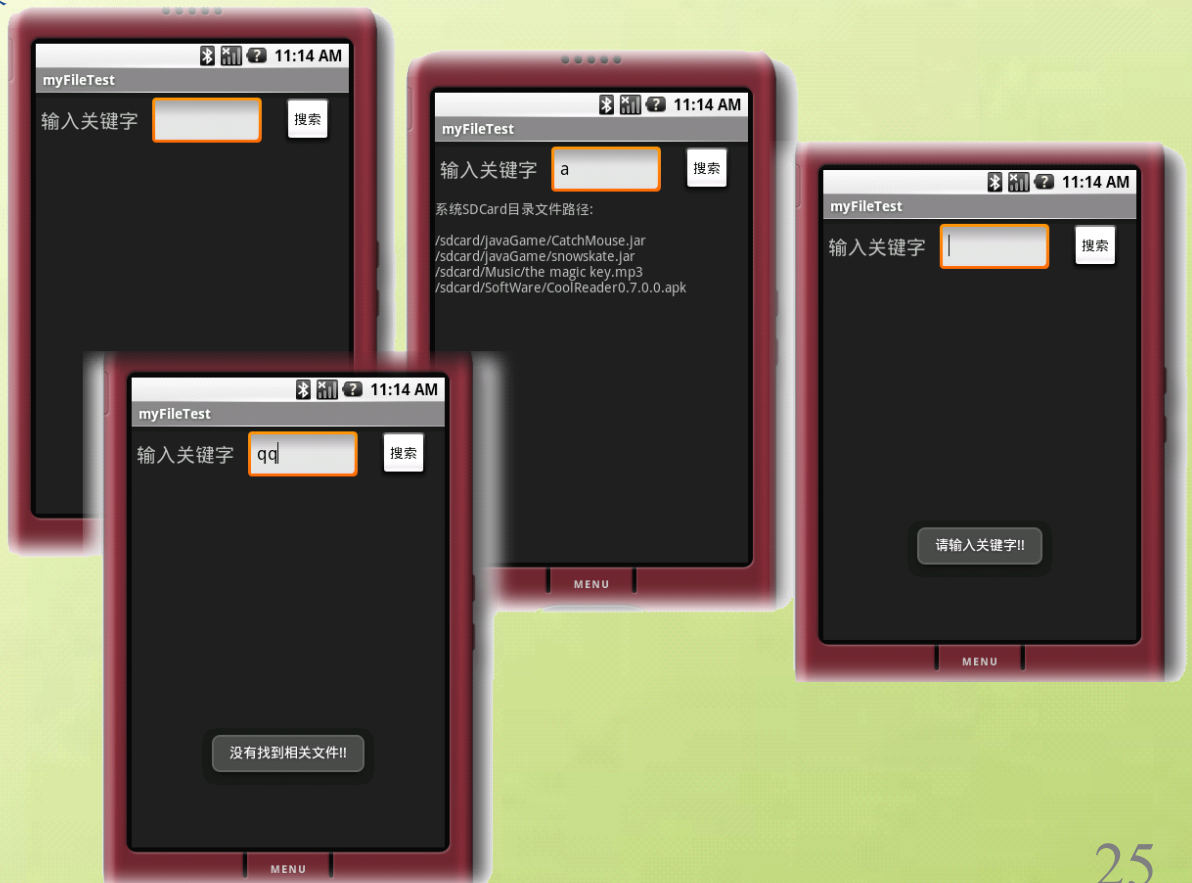 11:14 AM
myFileTest
输入关键字 搜索
11:14 AM
myFileTest
输入关键字 a 搜索
系统SDCard目录文件路径:
/sdcard/javaGame/CatchMouse.jar
/sdcard/javaGame/snowskate.jar
/sdcard/Music/the magic key.mp3
/sdcard/SoftWare/CoolReader0.7.0.0.apk
MENU
11:14 AM
myFileTest
输入关键字 搜索
请输入关键字!!
MENU
11:14 AM
myFileTest
输入关键字 qq 搜索
没有找到相关文件!!
MENU
25